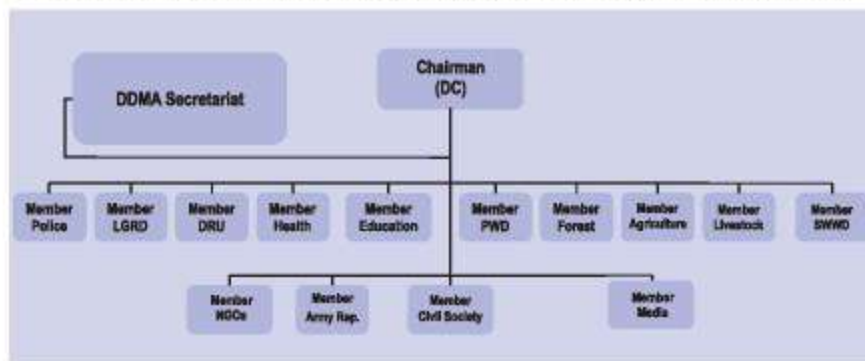 DDMA Secretariat
Chairman
(DC)
Member
Police
Member
LGRD
Member
DRU
Member
Health
Member
Education
Member
PWD
Member
Forest
Member
Agriculture
Member
Livestock
Member
SWWD
Member
NGCs
Member
Army Rep.
Member
Civil Society
Member
Media